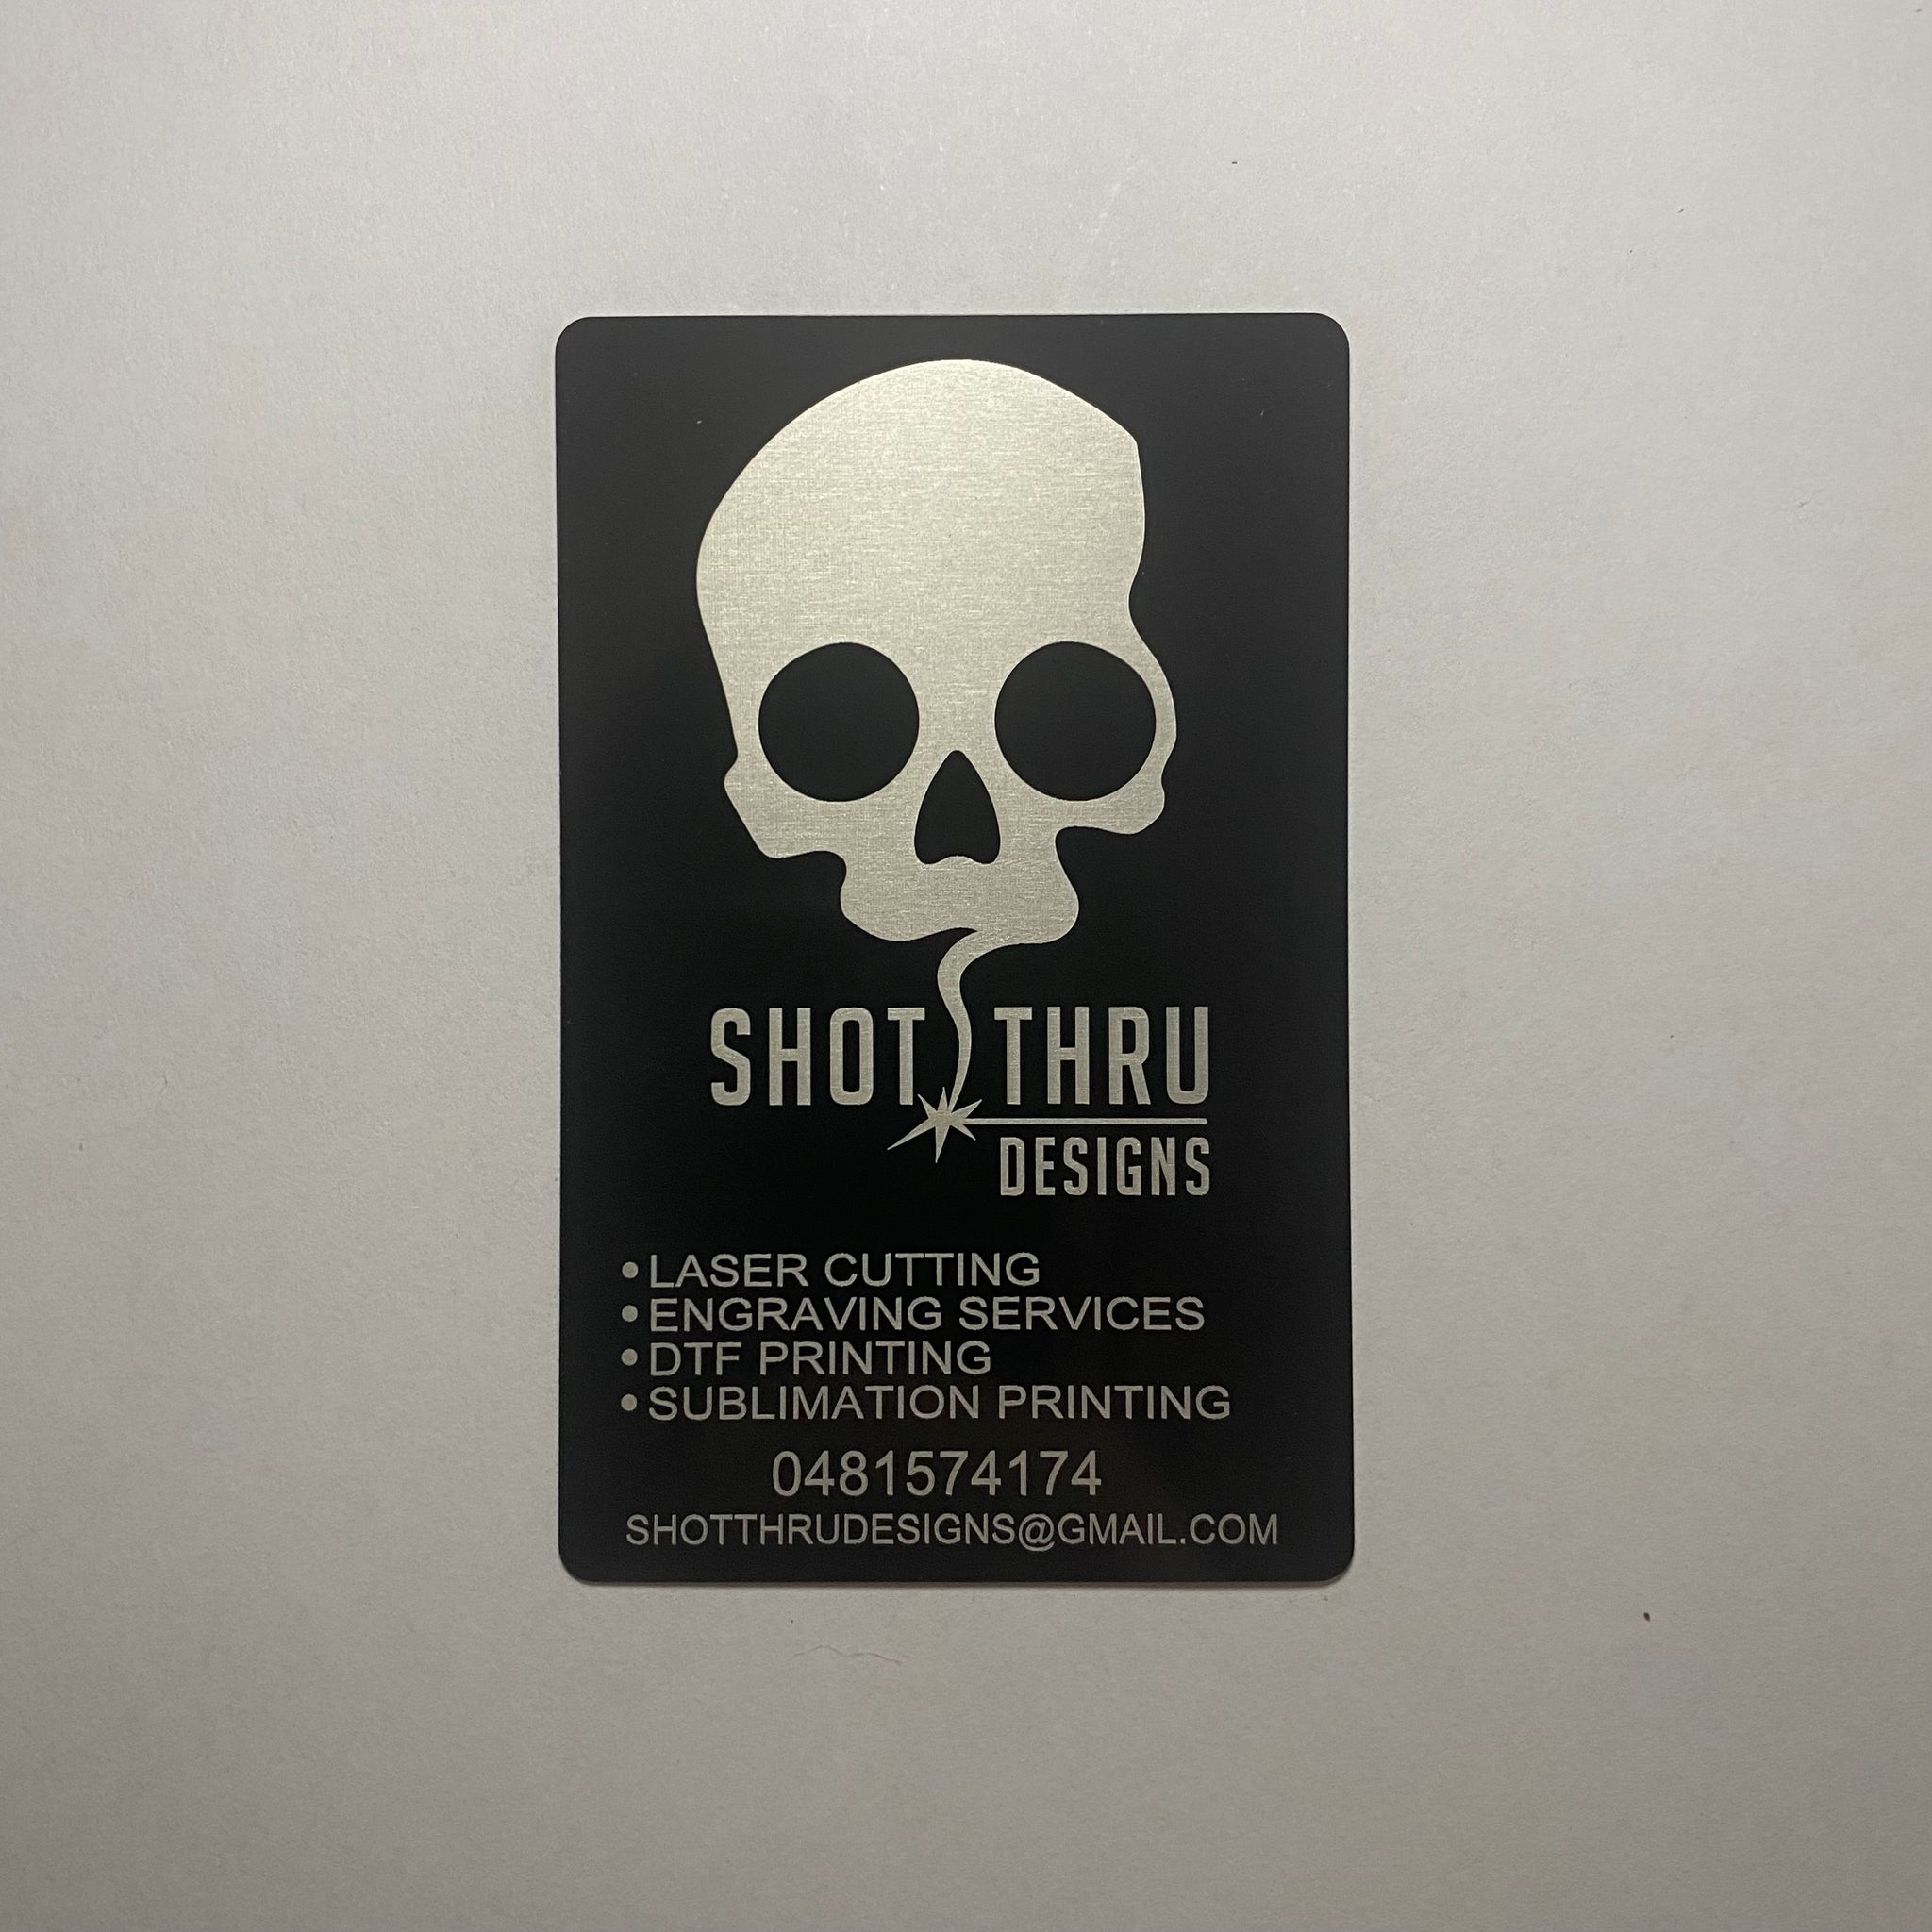 SHOT THRU
DESIGNS
• LASER CUTTING
• ENGRAVING SERVICES
• DTF PRINTING
• SUBLIMATION PRINTING
0481574174
SHOTTHRUDESIGNS@GMAIL.COM